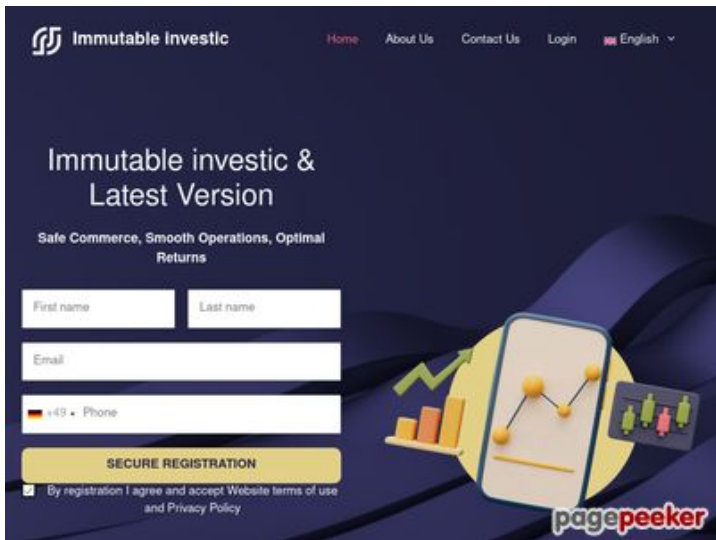 Immutable Investic
Home About Us Contact Us Login English
Immutable investic &
Latest Version
Safe Commerce, Smooth Operations, Optimal
Returns
First name Last name
Email
+49 Phone
SECURE REGISTRATION
By registration I agree and accept Website terms of use
and Privacy Policy
pagepeeker